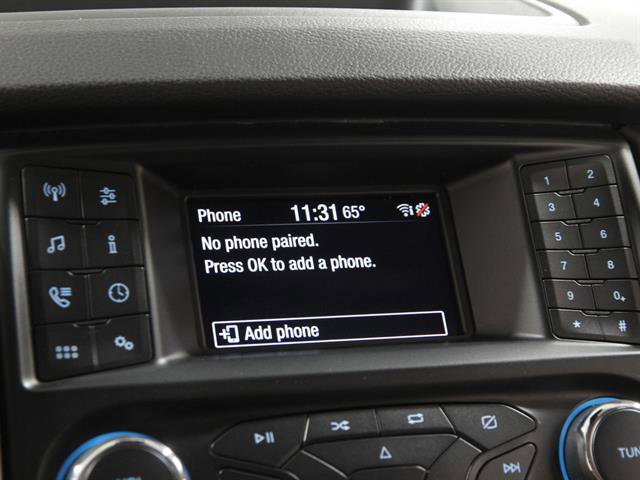 Phone 11:31 65°
No phone paired.
Press OK to add a phone.
Add phone
1 2
3 4
5 6
7 8
9 0+
* #
TUN